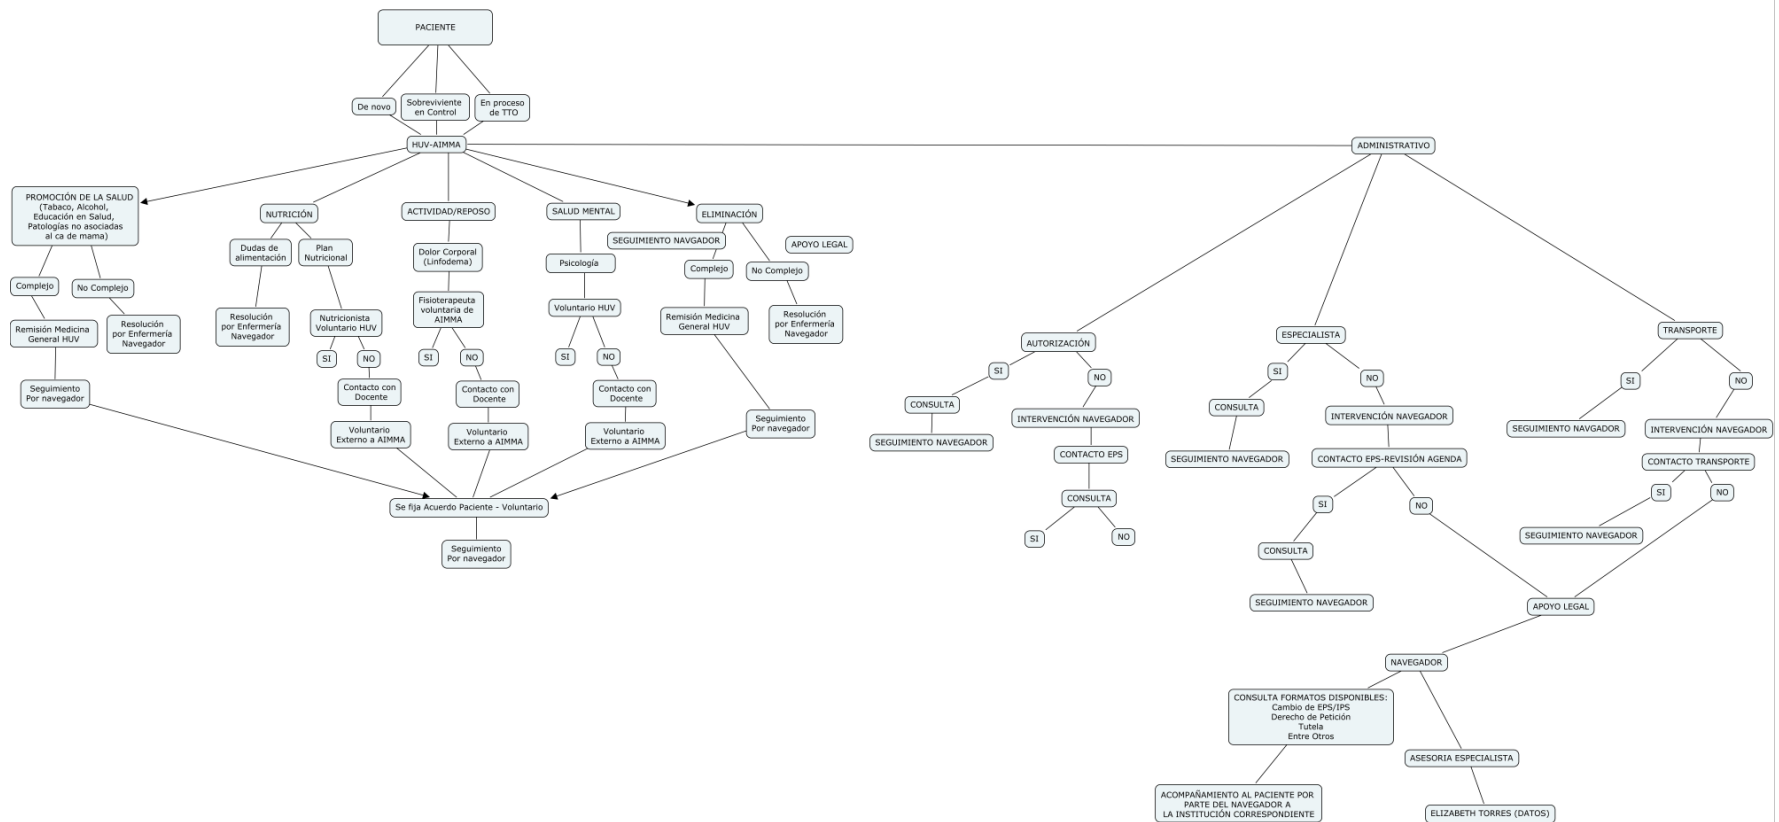 PACIENTE
De novo
Sobreviviente
en Control
En proceso
de TTO
HUV-AIMMA
ADMINISTRATIVO
PROMOCIÓN DE LA SALUD
(Tabaco, Alcohol,
Educación en Salud,
Patologías no asociadas
al ca de mama)
Complejo
No Complejo
Remisión Medicina
General HUV
Resolución
por Enfermería
Navegador
Seguimiento
Por navegador
NUTRICIÓN
Dudas de
alimentación
Plan
Nutricional
Resolución
por Enfermería
Navegador
Nutricionista
Voluntario HUV
SI
NO
Contacto con
Docente
Voluntario
Externo a AIMMA
ACTIVIDAD/REPOSO
Dolor Corporal
(Linfodema)
Fisioterapeuta
voluntaria de
AIMMA
SI
NO
Contacto con
Docente
Voluntario
Externo a AIMMA
SALUD MENTAL
Psicología
Voluntario HUV
SI
NO
Contacto con
Docente
Voluntario
Externo a AIMMA
ELIMINACIÓN
SEGUIMIENTO NAVGADOR
APOYO LEGAL
Complejo
No Complejo
Remisión Medicina
General HUV
Resolución
por Enfermería
Navegador
Seguimiento
Por navegador
Se fija Acuerdo Paciente - Voluntario
Seguimiento
Por navegador
AUTORIZACIÓN
SI
NO
CONSULTA
SEGUIMIENTO NAVEGADOR
INTERVENCIÓN NAVEGADOR
CONTACTO EPS
CONSULTA
SI
NO
ESPECIALISTA
SI
NO
CONSULTA
SEGUIMIENTO NAVEGADOR
INTERVENCIÓN NAVEGADOR
CONTACTO EPS-REVISIÓN AGENDA
SI
NO
CONSULTA
SEGUIMIENTO NAVEGADOR
TRANSPORTE
SI
NO
SEGUIMIENTO NAVGADOR
INTERVENCIÓN NAVEGADOR
CONTACTO TRANSPORTE
SI
NO
SEGUIMIENTO NAVEGADOR
APOYO LEGAL
NAVEGADOR
CONSULTA FORMATOS DISPONIBLES:
Cambio de EPS/IPS
Derecho de Petición
Tutela
Entre Otros
ASESORIA ESPECIALISTA
ACOMPAÑAMIENTO AL PACIENTE POR
PARTE DEL NAVEGADOR A
LA INSTITUCIÓN CORRESPONDIENTE
ELIZABETH TORRES (DATOS)